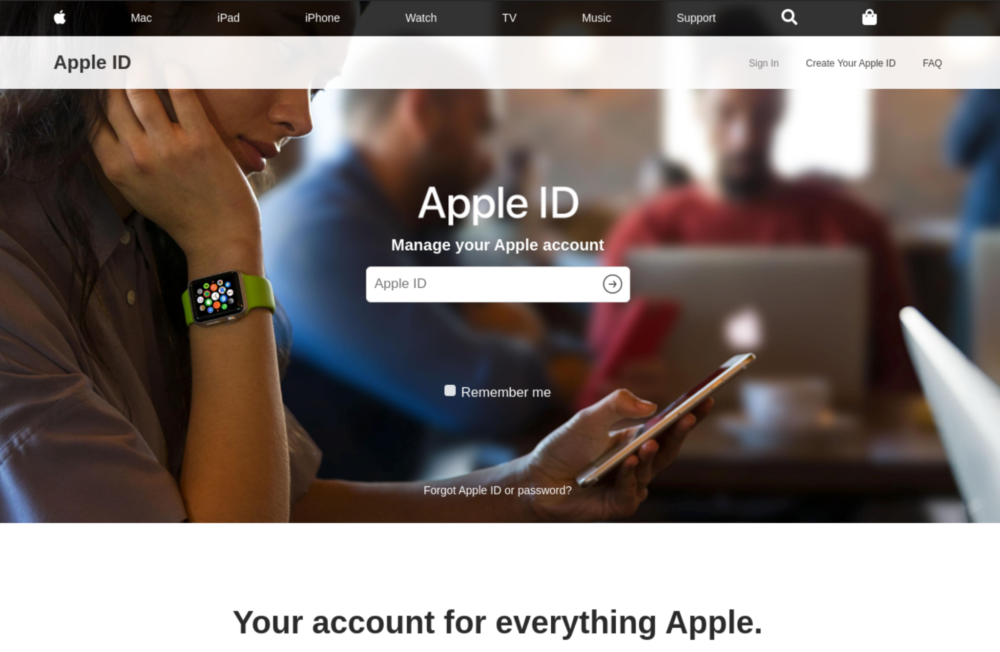 Mac iPad iPhone Watch TV Music Support
Apple ID Sign In Create Your Apple ID FAQ
Apple ID
Manage your Apple account
Apple ID
Remember me
Forgot Apple ID or password?
Your account for everything Apple.